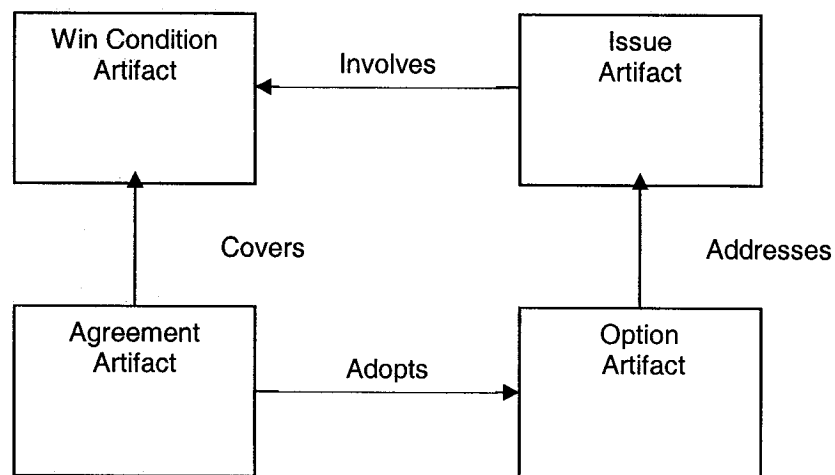 Win Condition
Artifact
Involves
Issue
Artifact
Covers
Addresses
Agreement
Artifact
Adopts
Option
Artifact